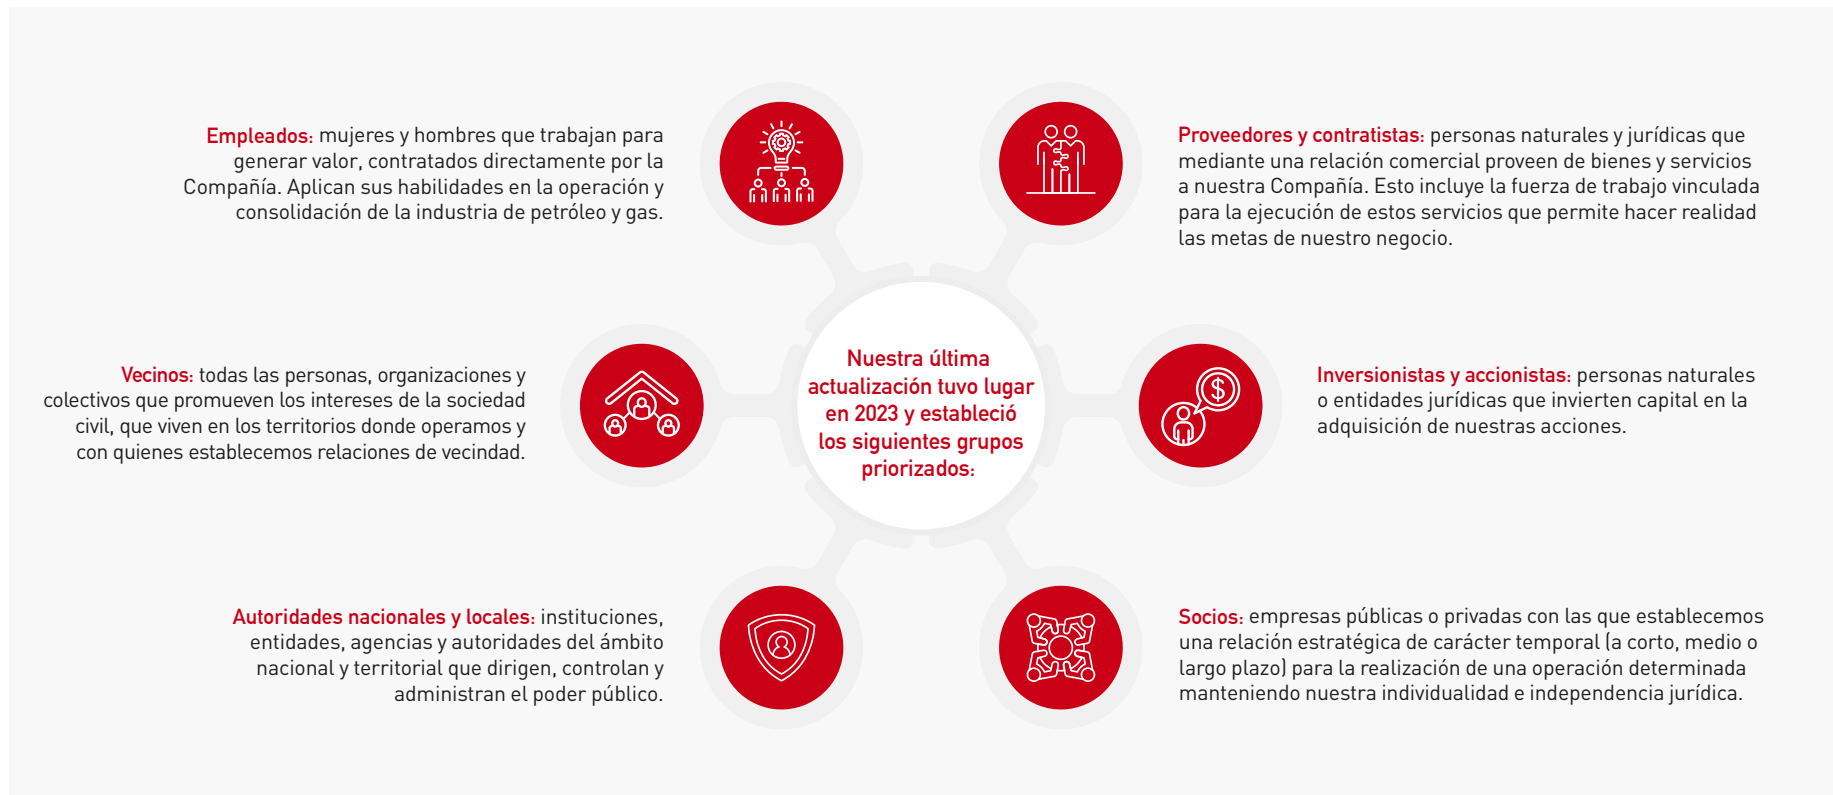 Empleados: mujeres y hombres que trabajan para
generar valor, contratados directamente por la
Compañía. Aplican sus habilidades en la operación y
consolidación de la industria de petróleo y gas.
Proveedores y contratistas: personas naturales y jurídicas que
mediante una relación comercial proveen de bienes y servicios
a nuestra Compañía. Esto incluye la fuerza de trabajo vinculada
para la ejecución de estos servicios que permite hacer realidad
las metas de nuestro negocio.
Vecinos: todas las personas, organizaciones y
colectivos que promueven los intereses de la sociedad
civil, que viven en los territorios donde operamos y
con quienes establecemos relaciones de vecindad.
Nuestra última
actualización tuvo lugar
en 2023 y estableció
los siguientes grupos
priorizados:
$
Inversionistas y accionistas: personas naturales
o entidades jurídicas que invierten capital en la
adquisición de nuestras acciones.
Autoridades nacionales y locales: instituciones,
entidades, agencias y autoridades del ámbito
nacional y territorial que dirigen, controlan y
administran el poder público.
Socios: empresas públicas o privadas con las que establecemos
una relación estratégica de carácter temporal (a corto, medio o
largo plazo) para la realización de una operación determinada
manteniendo nuestra individualidad e independencia jurídica.